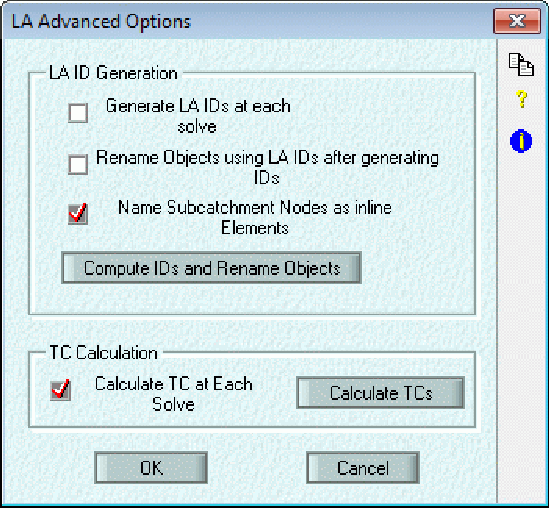 LA Advanced Options
LA ID Generation
Generate LA IDs at each
solve
Rename Objects using LA IDs after generating
IDs
Name Subcatchment Nodes as inline
Elements
Compute IDs and Rename Objects
TC Calculation
Calculate TC at Each
Solve
Calculate TCs
OK
Cancel